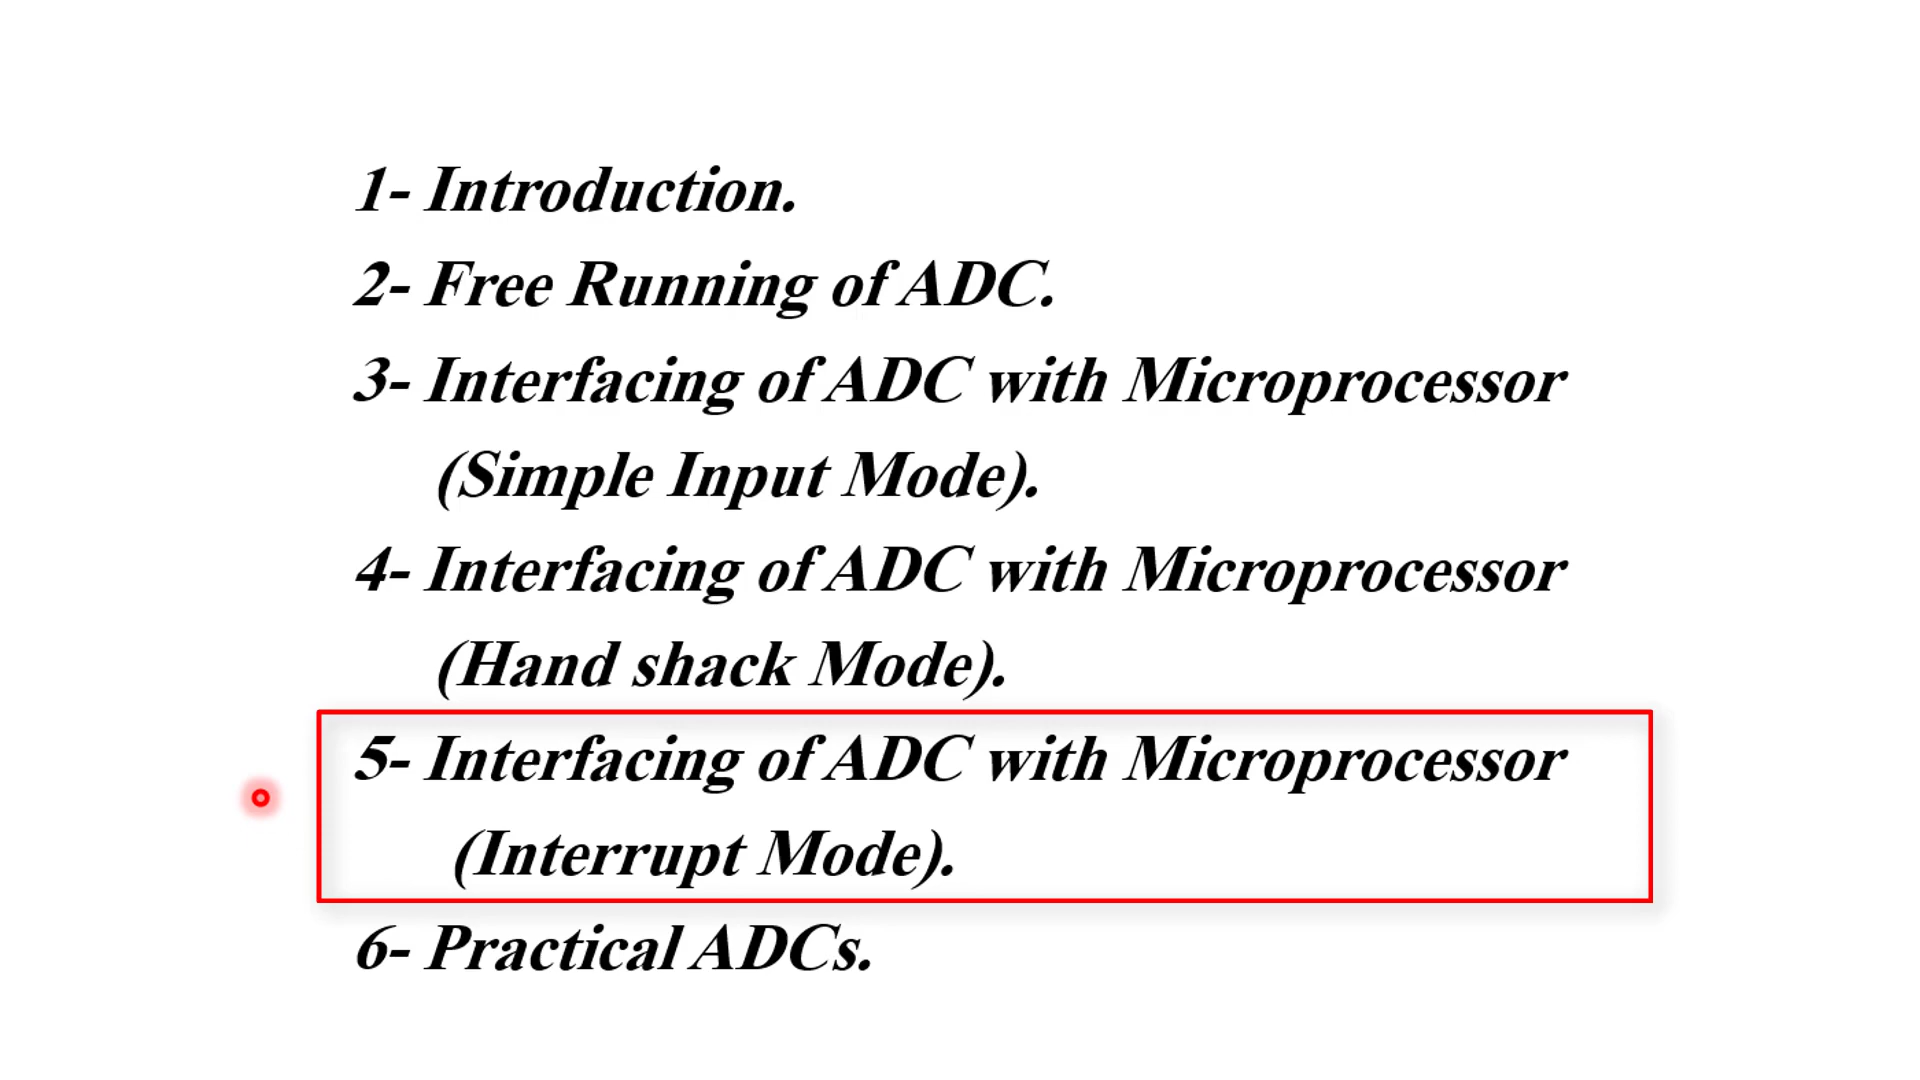 1- Introduction.
2- Free Running of ADC.
3- Interfacing of ADC with Microprocessor
(Simple Input Mode).
4- Interfacing of ADC with Microprocessor
(Hand shack Mode).
5- Interfacing of ADC with Microprocessor
(Interrupt Mode).
6- Practical ADCs.